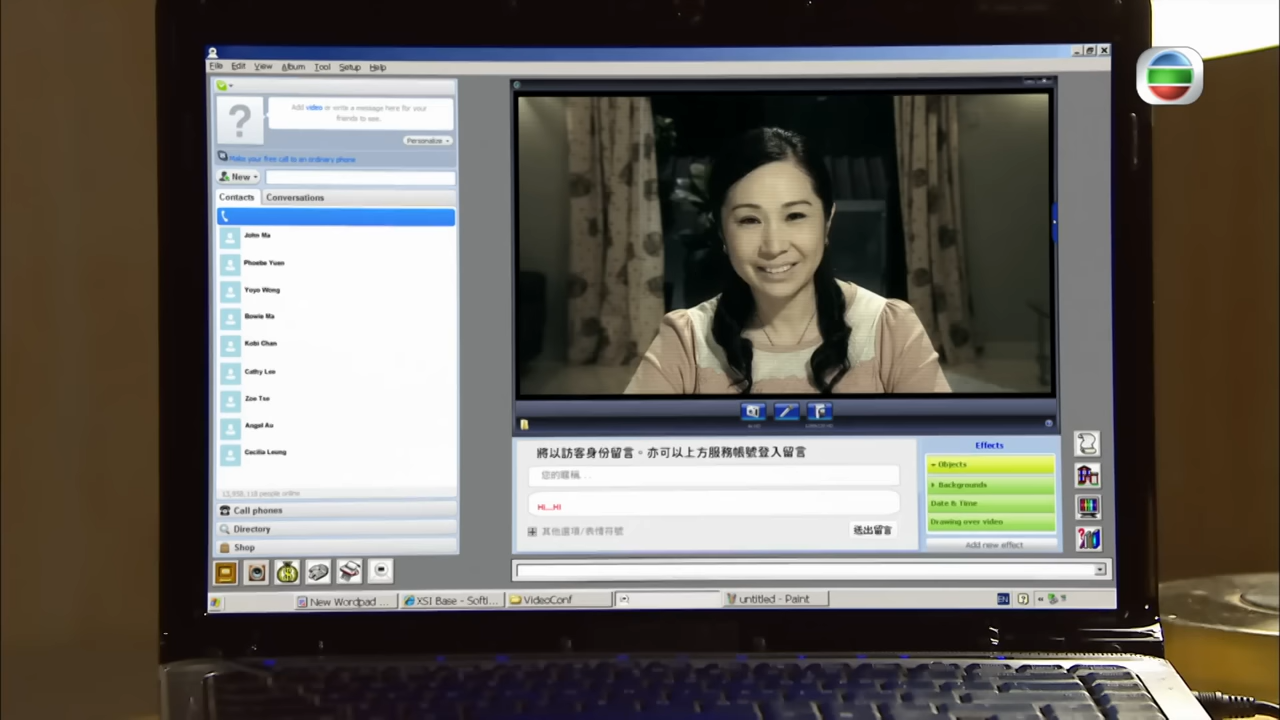 File Edit View Album Tool Setup Help
Add video or write a message here for your
friends to see.
Personalize
Make your free call to an ordinary phone
New
Contacts Conversations
John Ma
Phoebe Yuen
Yoyo Wong
Bowie Ma
Kobi Chan
Cathy Lee
Zoe Tse
Angel Au
Cecilia Leung
people online
Call phones
Directory
Shop
將以訪客身份留言。亦可以上方服務帳號登入留言
您的暱稱...
Hi...Hi
其他選項/表情符號
送出留言
Effects
Objects
Backgrounds
Date & Time
Drawing over video
Add new effect
New Wordpad ...
XSI Base - Softi...
VideoConf
untitled - Paint
EN